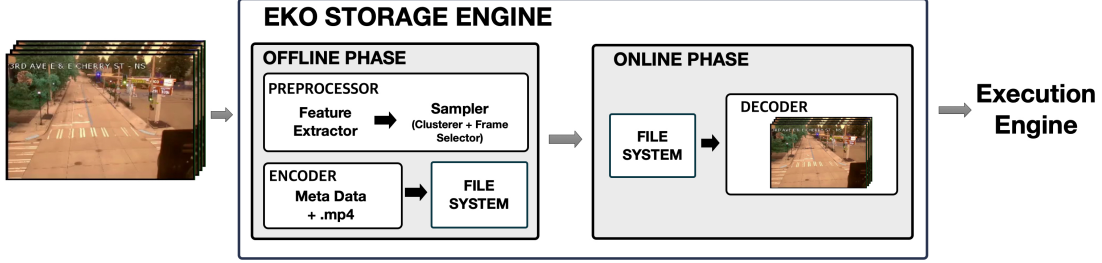 EKO STORAGE ENGINE
3RD AVE E & E CHERRY ST - NS
OFFLINE PHASE
PREPROCESSOR
Feature
Extractor
Sampler
(Clusterer + Frame
Selector)
ENCODER
Meta Data
+ .mp4
FILE
SYSTEM
ONLINE PHASE
FILE
SYSTEM
DECODER
Execution
Engine